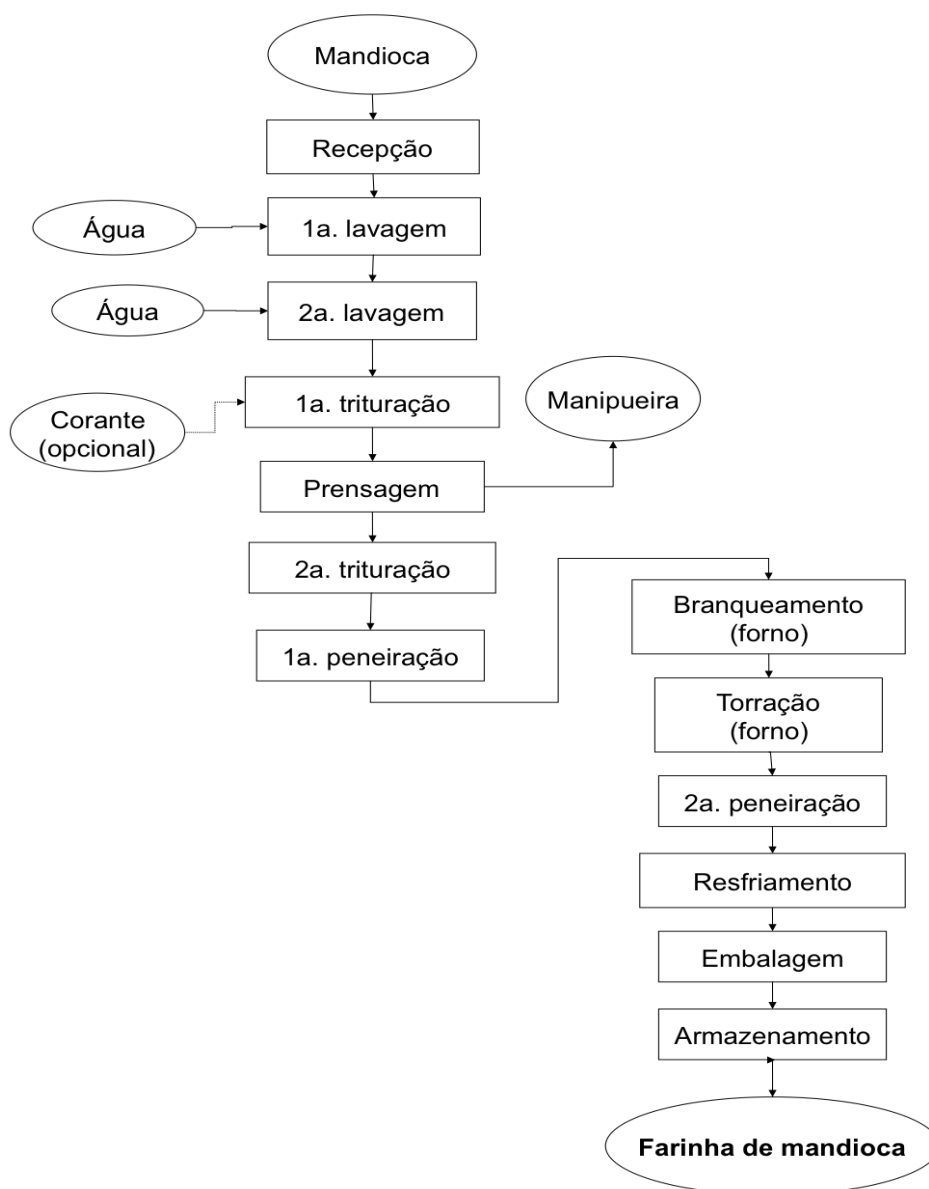 Mandioca
Recepção
Água
1a. lavagem
Água
2a. lavagem
Corante
(opcional)
1a. trituração
Manipueira
Prensagem
2a. trituração
1a. peneiração
Branqueamento
(forno)
Torração
(forno)
2a. peneiração
Resfriamento
Embalagem
Armazenamento
Farinha de mandioca